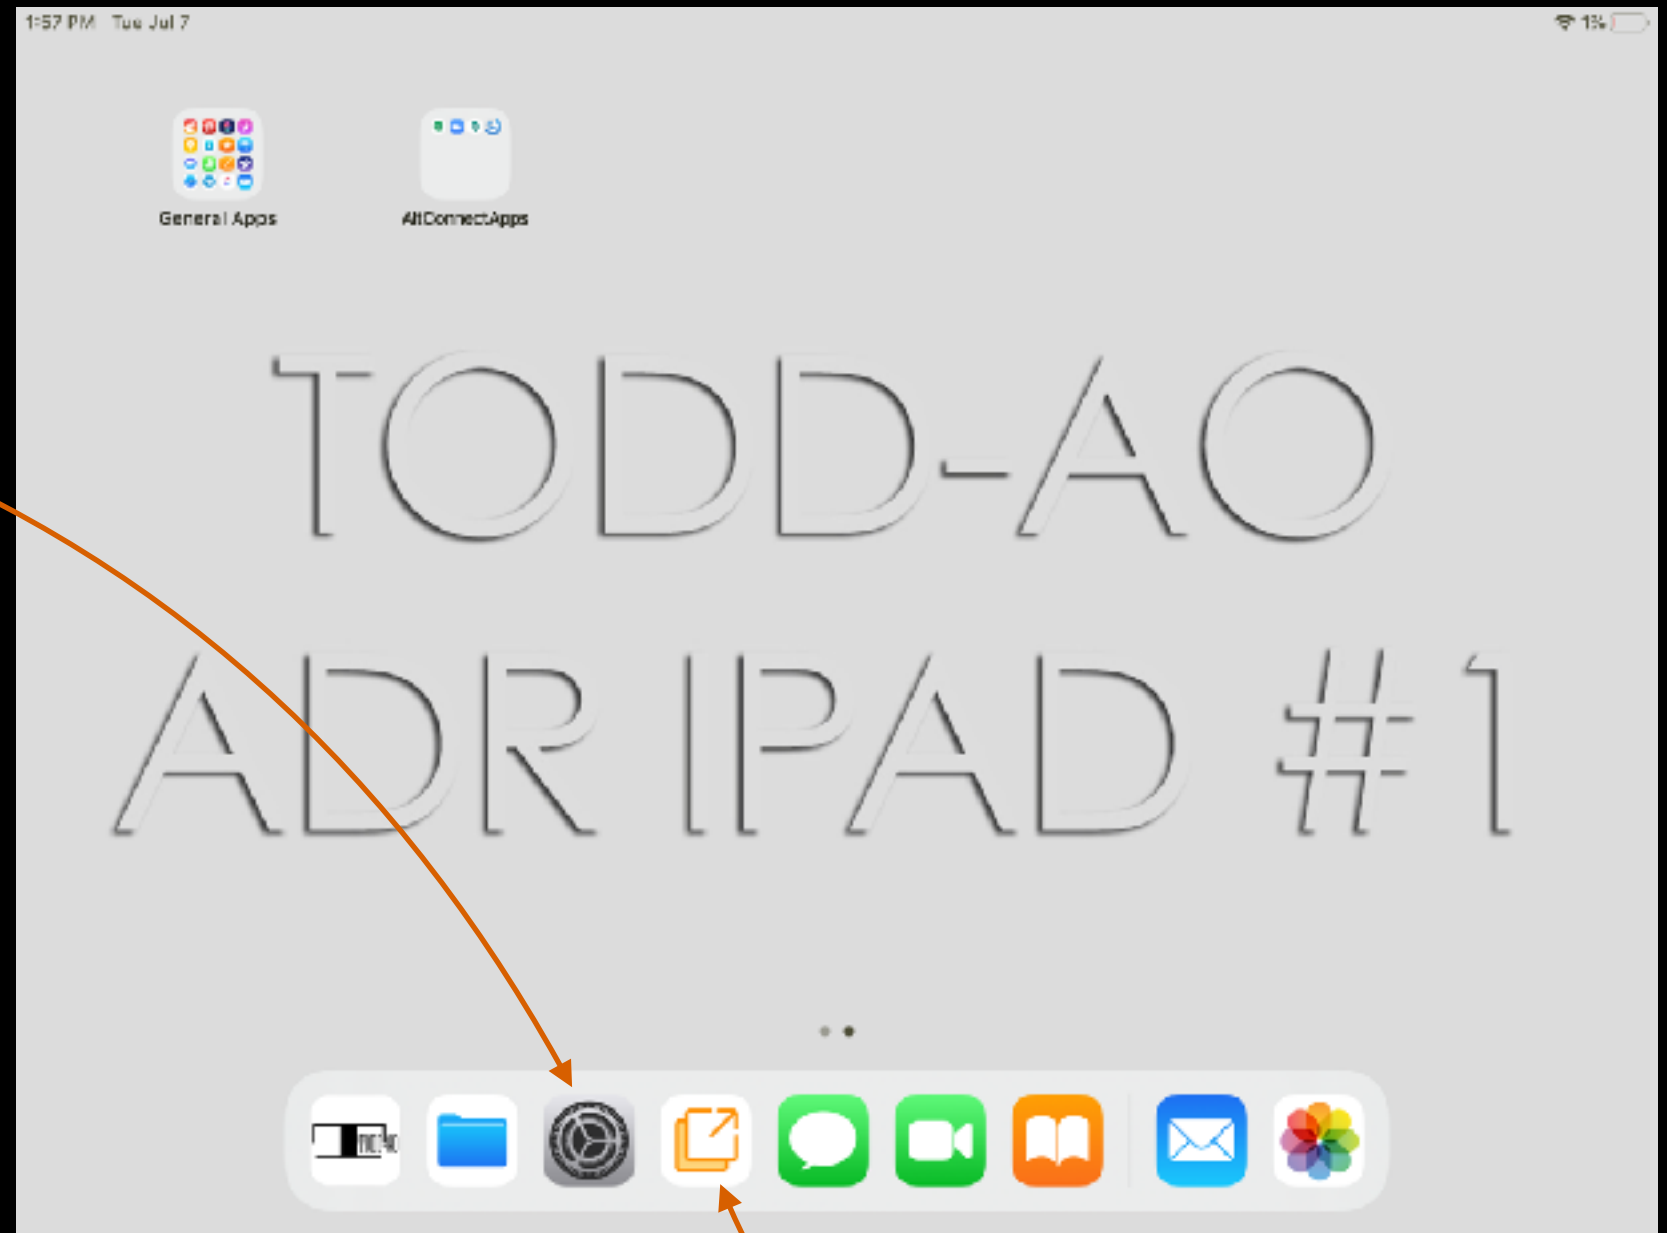 1:57 PM Tue Jul 7
1%
General Apps
AltConnectApps
TODD-AO
ADR IPAD #1